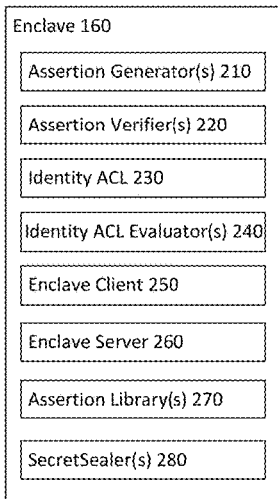 Enclave 160
Assertion Generator(s) 210
Assertion Verifier(s) 220
Identity ACL 230
Identity ACL Evaluator(s) 240
Enclave Client 250
Enclave Server 260
Assertion Library(s) 270
SecretSealer(s) 280